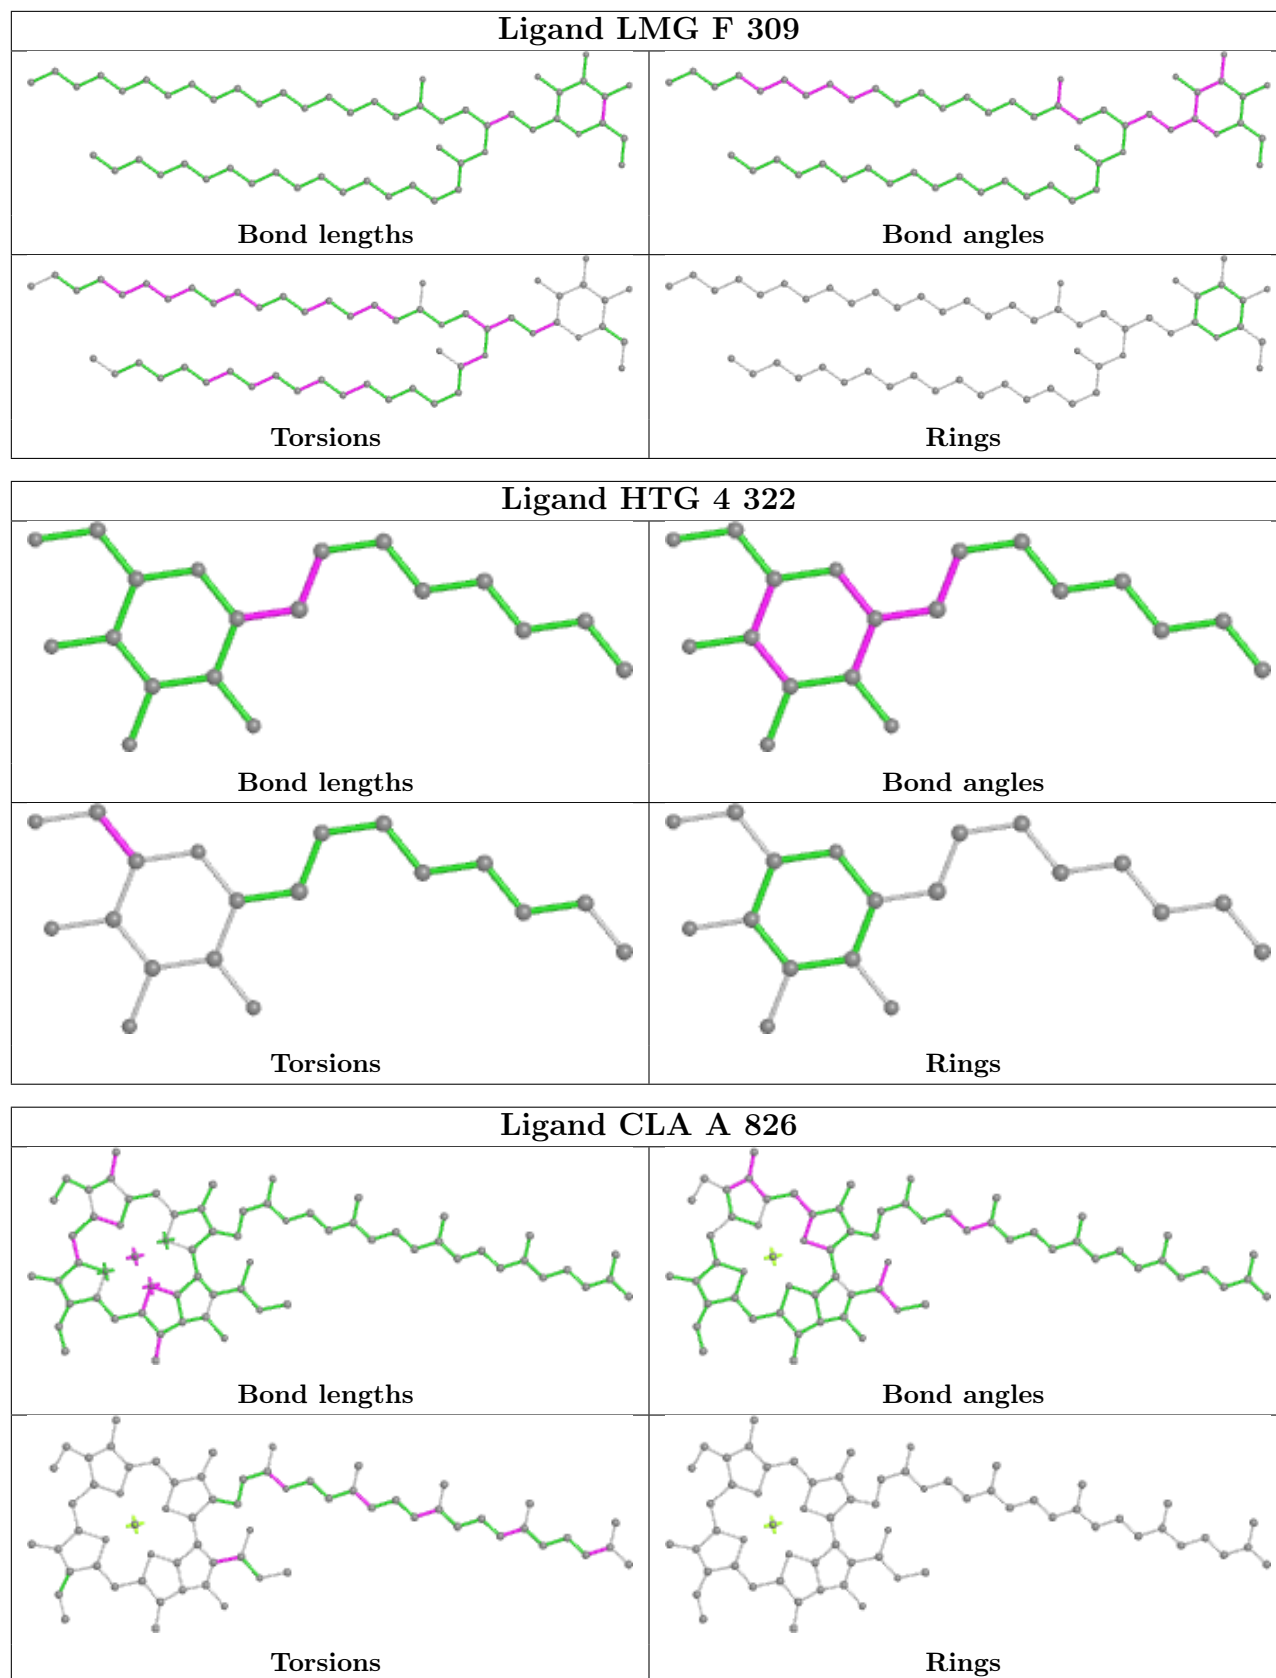 Ligand LMG F 309
Bond lengths
Bond angles
Torsions
Rings
Ligand HTG 4 322
Bond lengths
Bond angles
Torsions
Rings
Ligand CLA A 826
Bond lengths
Bond angles
Torsions
Rings